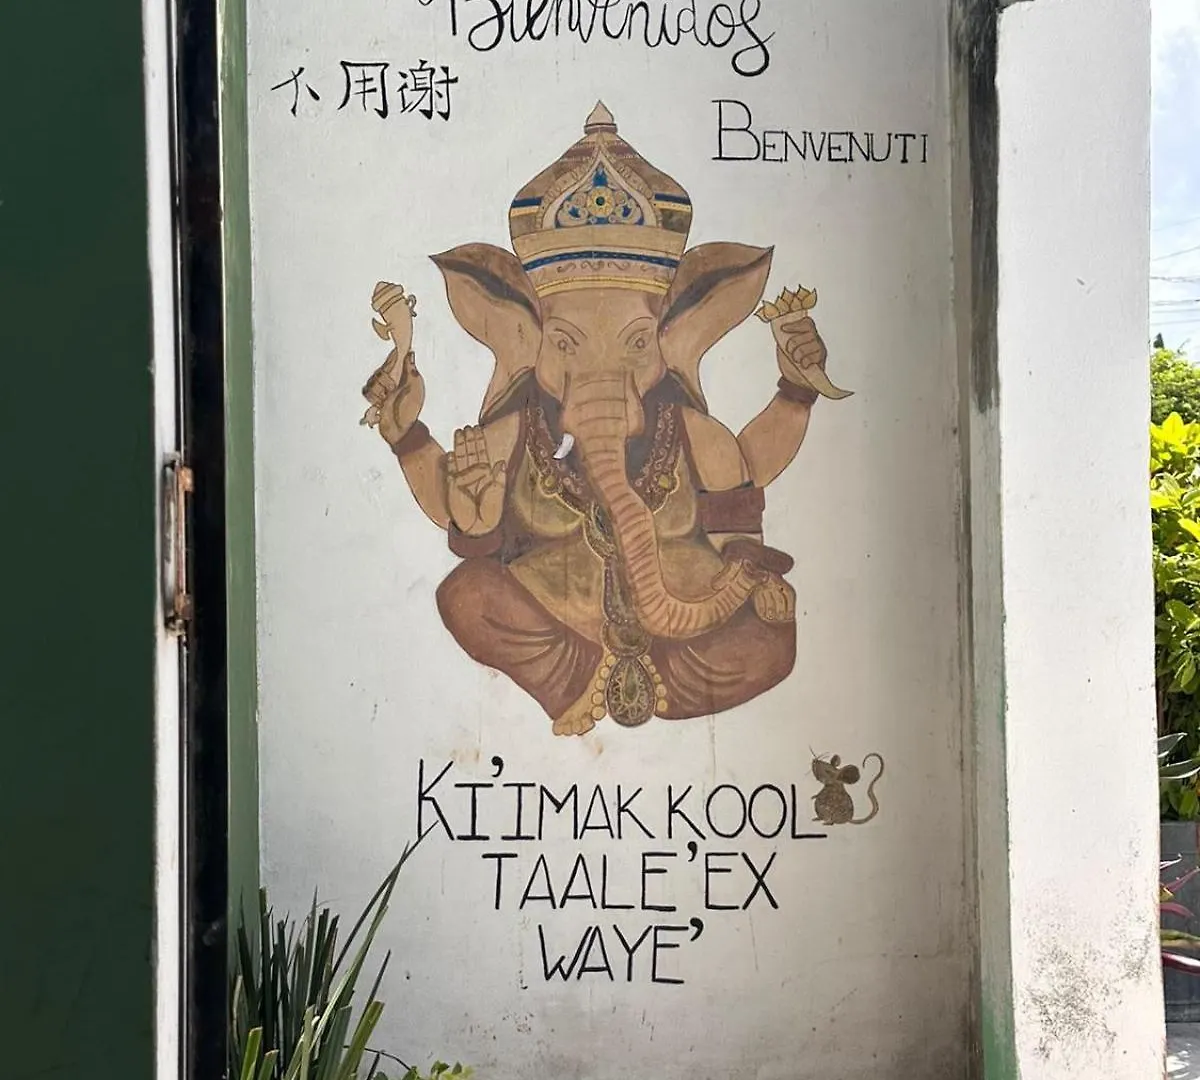 Bienvenidos
不用谢
BENVENUTI
KI'IMAK KOOL
TAALE'EX
WAYE'